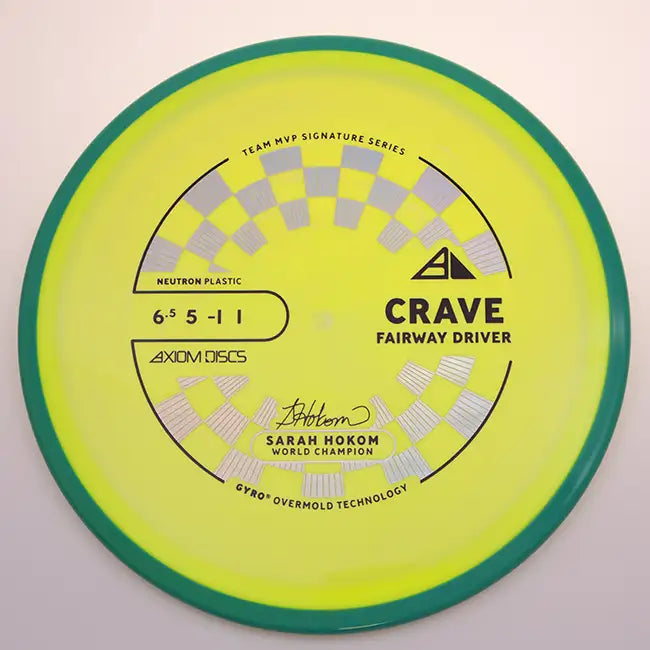 TEAM MVP SIGNATURE SERIES
NEUTRON PLASTIC
6.5 5 -1 1
AXIOM DISCS
CRAVE
FAIRWAY DRIVER
SHokom
SARAH HOKOM
WORLD CHAMPION
GYRO® OVERMOLD TECHNOLOGY